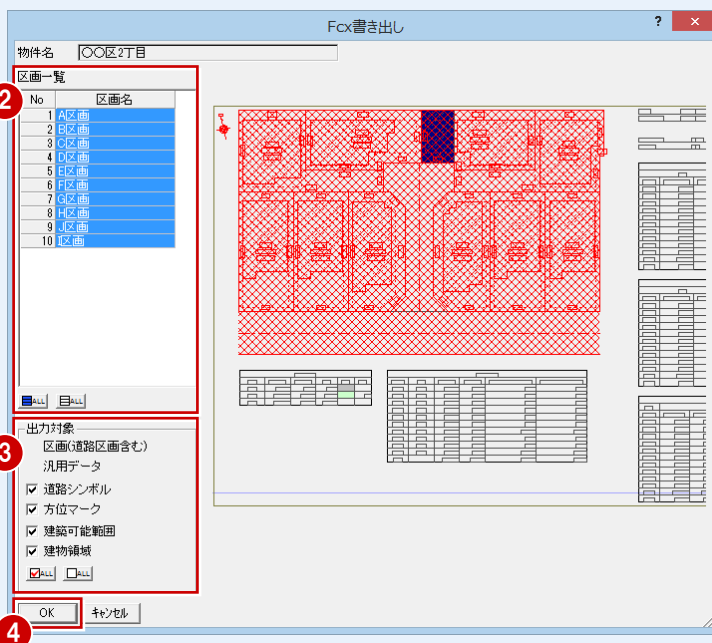 Fcx書き出し
? ×
物件名 〇〇区2丁目
区画一覧
2
No 区画名
1 A区画
2 B区画
3 C区画
4 D区画
5 E区画
6 F区画
7 G区画
8 H区画
9 J区画
10 I区画
ALL ALL
出力対象
3
区画(道路区画含む)
汎用データ
道路シンボル
方位マーク
建築可能範囲
建物領域
ALL ALL
OK キャンセル
4